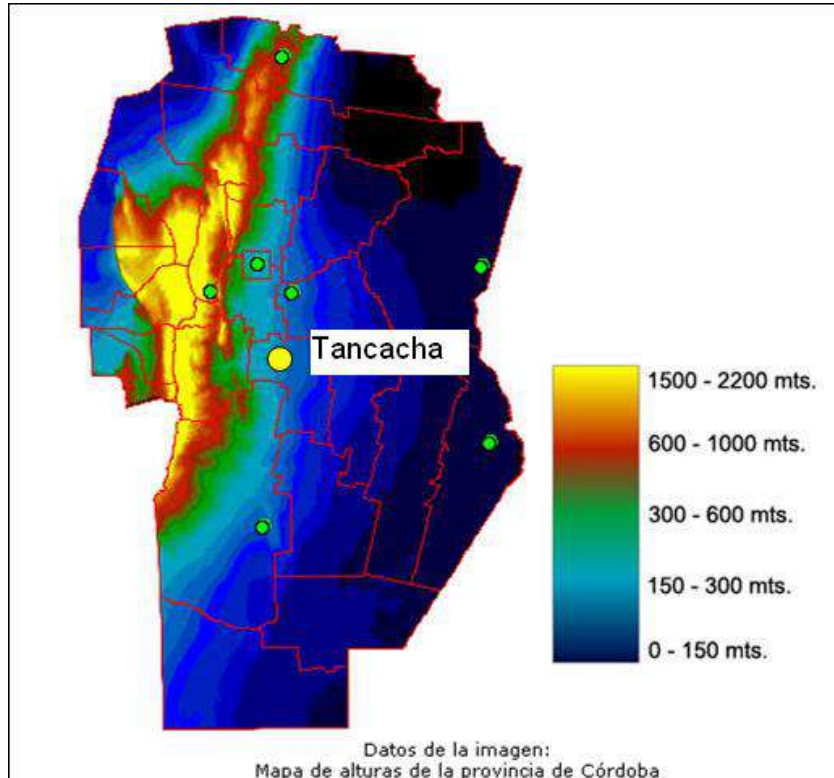 Tancacha
1500 - 2200 mts.
600 - 1000 mts.
300 - 600 mts.
150 - 300 mts.
0 - 150 mts.
Datos de la imagen:
Mapa de alturas de la provincia de Córdoba